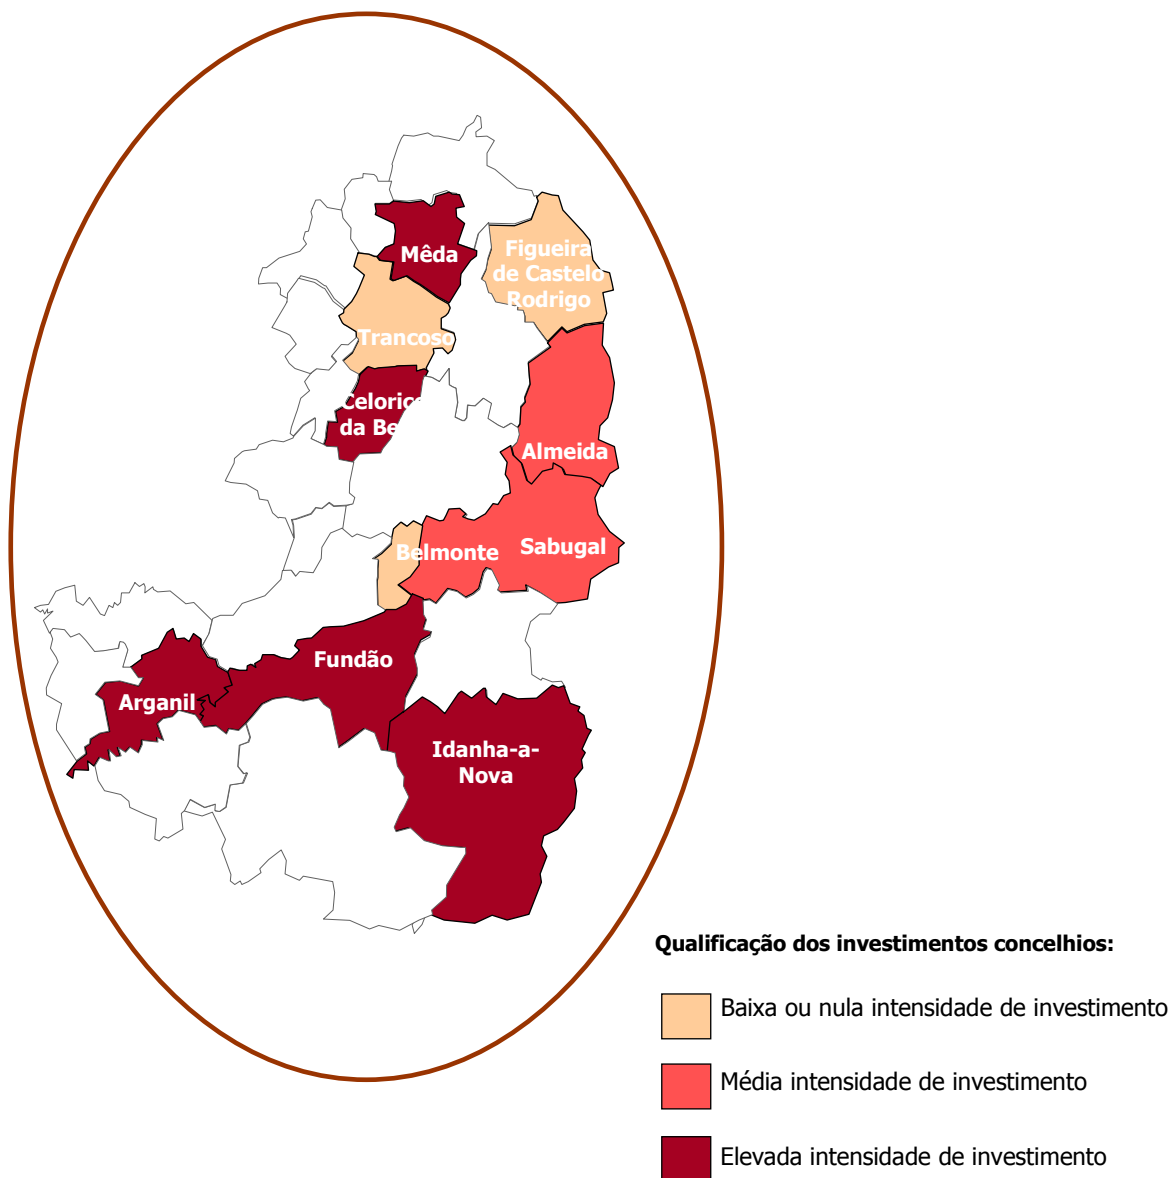 Mêda
Figueira
de Castelo
Rodrigo
Trancoso
Celorico
da Be
Almeida
Belmonte
Sabugal
Fundão
Arganil
Idanha-a-
Nova
Qualificação dos investimentos concelhios:
Baixa ou nula intensidade de investimento
Média intensidade de investimento
Elevada intensidade de investimento